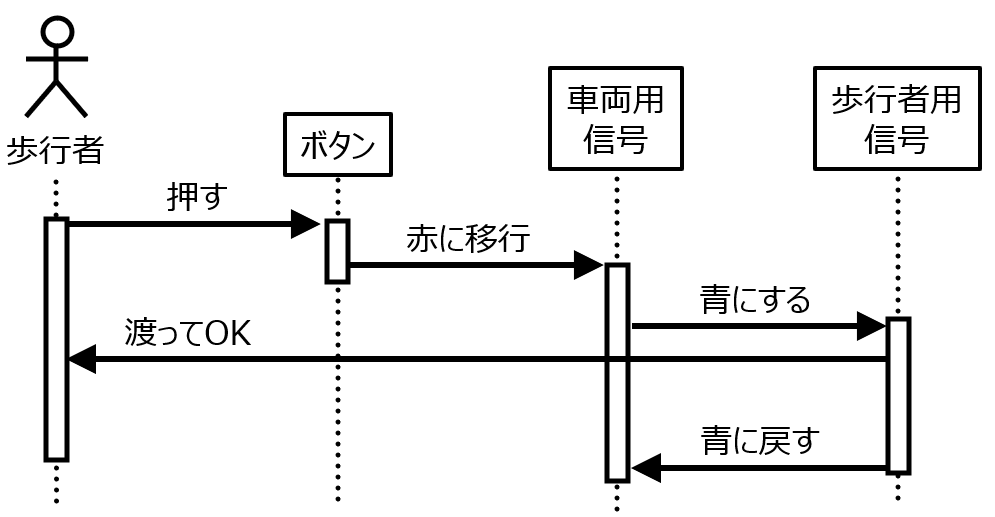 歩行者
ボタン
車両用
信号
歩行者用
信号
押す
赤に移行
青にする
渡ってOK
青に戻す